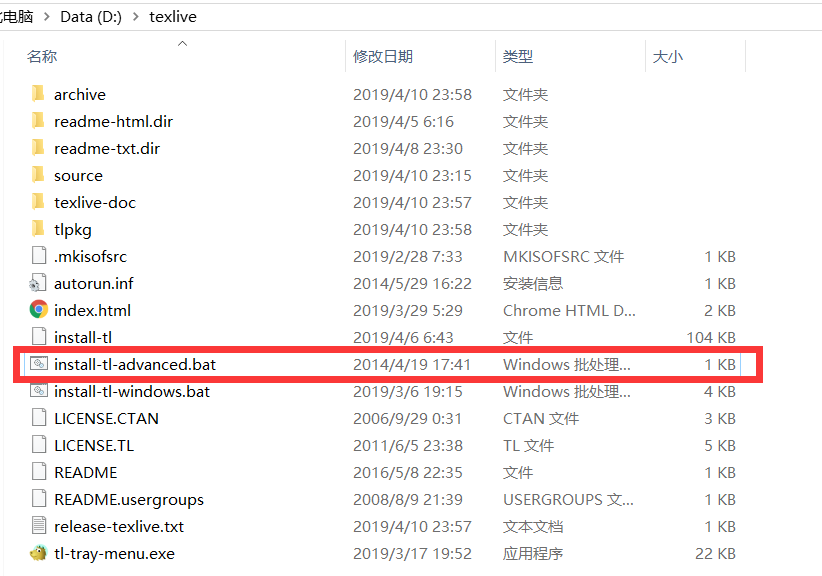 比电脑 > Data (D:) > texlive
名称 修改日期 类型 大小
archive 2019/4/10 23:58 文件夹
readme-html.dir 2019/4/5 6:16 文件夹
readme-txt.dir 2019/4/8 23:30 文件夹
source 2019/4/10 23:15 文件夹
texlive-doc 2019/4/10 23:57 文件夹
tlpkg 2019/4/10 23:58 文件夹
.mkisofsrc 2019/2/28 7:33 MKISOFSRC 文件 1 KB
autorun.inf 2014/5/29 16:22 安装信息 1 KB
index.html 2019/3/29 5:29 Chrome HTML D... 2 KB
install-tl 2019/4/6 6:43 文件 104 KB
install-tl-advanced.bat 2014/4/19 17:41 Windows 批处理... 1 KB
install-tl-windows.bat 2019/3/6 19:15 Windows 批处理... 4 KB
LICENSE.CTAN 2006/9/29 0:31 CTAN 文件 3 KB
LICENSE.TL 2011/6/5 23:38 TL 文件 5 KB
README 2016/5/8 22:35 文件 1 KB
README.usergroups 2008/8/9 21:39 USERGROUPS 文... 1 KB
release-texlive.txt 2019/4/10 23:57 文本文档 1 KB
tl-tray-menu.exe 2019/3/17 19:52 应用程序 22 KB